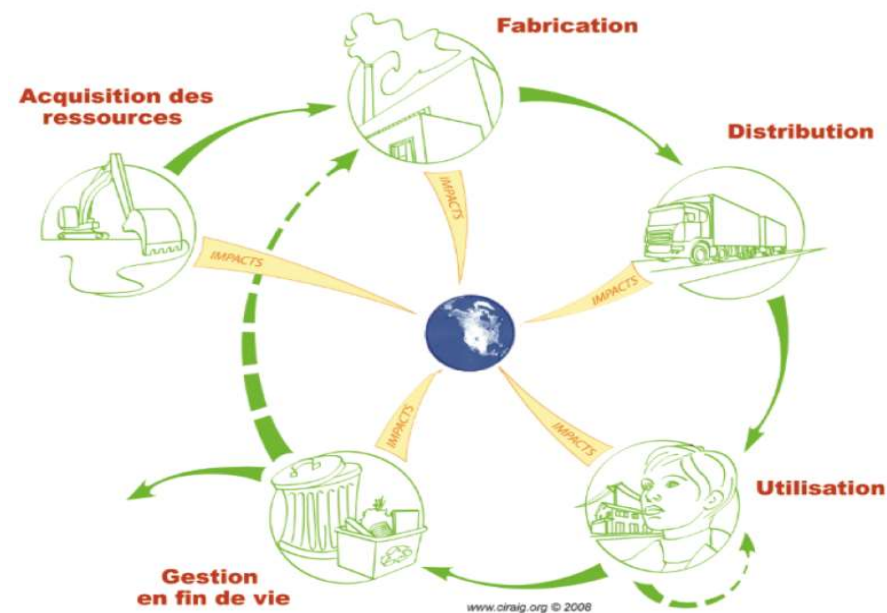 Fabrication
Acquisition des
ressources
Distribution
IMPACTS
IMPACTS
IMPACTS
IMPACTS
IMPACTS
Utilisation
Gestion
en fin de vie
www.ciraig.org © 2008